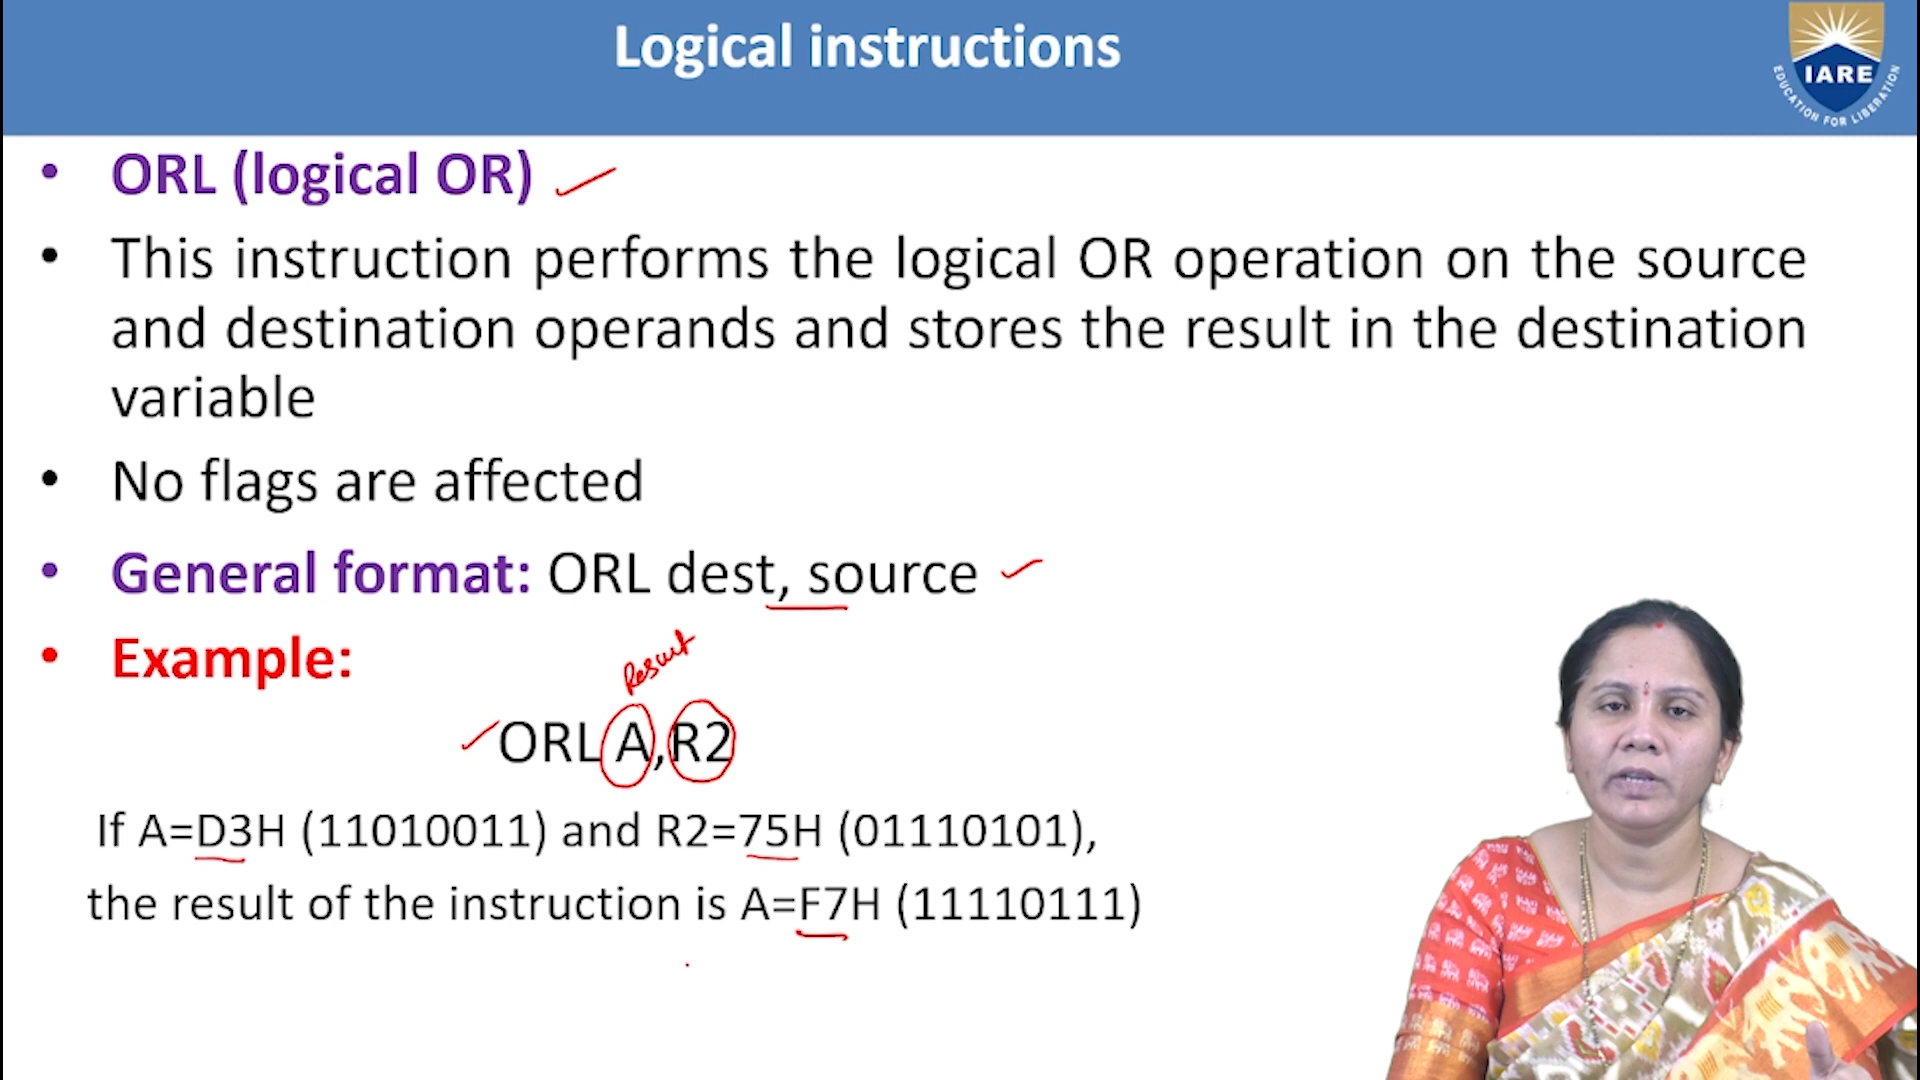 Logical instructions
IARE
EDUCATION FOR LIBERATION
• ORL (logical OR)
• This instruction performs the logical OR operation on the source
and destination operands and stores the result in the destination
variable
• No flags are affected
• General format: ORL dest, source
• Example:
Result
ORL A,R2
If A=D3H (11010011) and R2=75H (01110101),
the result of the instruction is A=F7H (11110111)